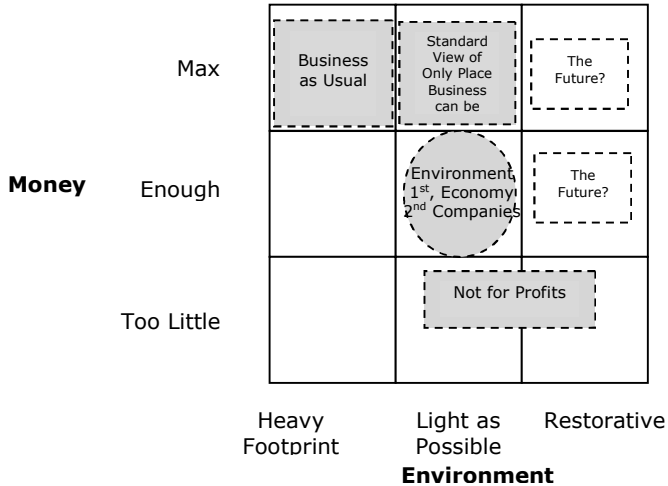 Max
Business
as Usual
Standard
View of
Only Place
Business
can be
The
Future?
Money
Enough
Environment
1st, Economy
2nd Companies
The
Future?
Too Little
Not for Profits
Heavy
Footprint
Light as
Possible
Restorative
Environment